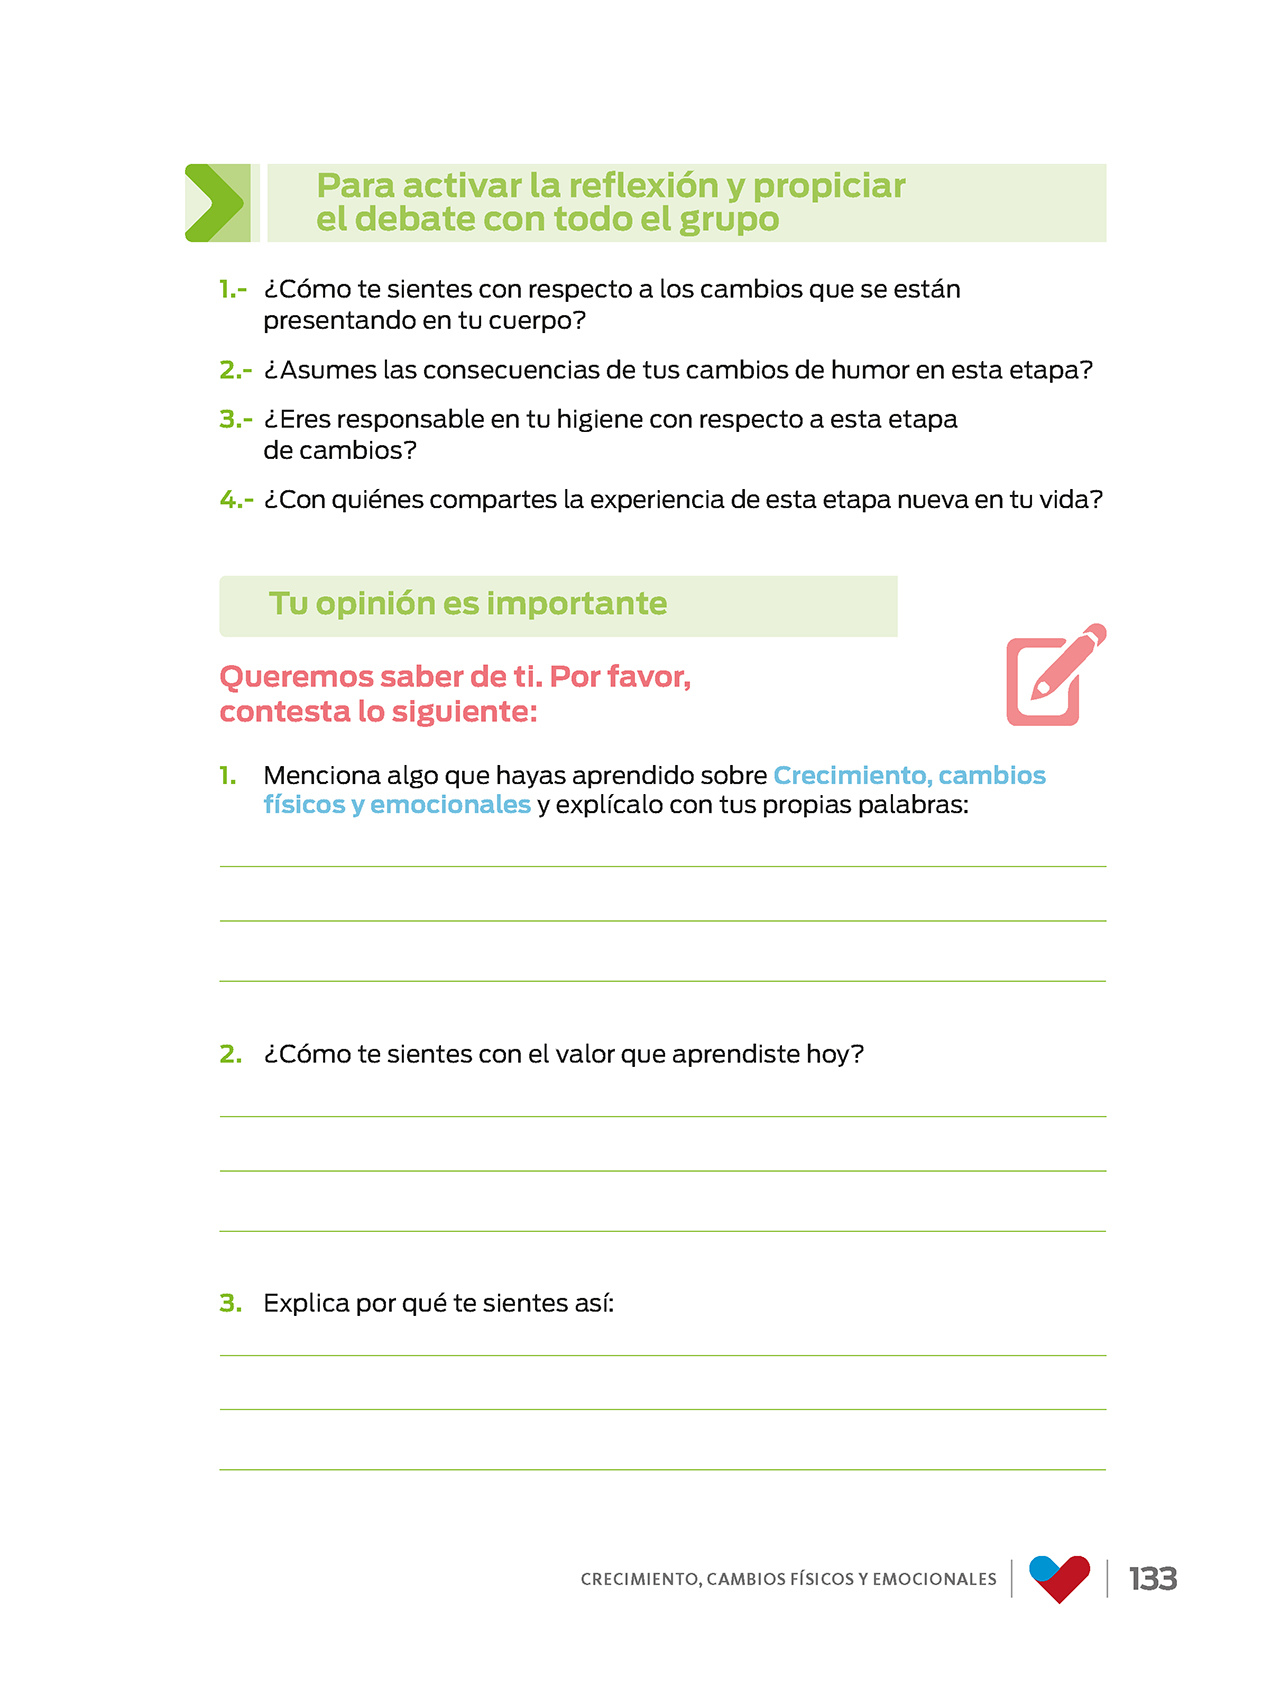 Para activar la reflexión y propiciar
el debate con todo el grupo
1.- ¿Cómo te sientes con respecto a los cambios que se están
presentando en tu cuerpo?
2.- ¿Asumes las consecuencias de tus cambios de humor en esta etapa?
3.- ¿Eres responsable en tu higiene con respecto a esta etapa
de cambios?
4.- ¿Con quiénes compartes la experiencia de esta etapa nueva en tu vida?
Tu opinión es importante
Queremos saber de ti. Por favor,
contesta lo siguiente:
1. Menciona algo que hayas aprendido sobre Crecimiento, cambios
físicos y emocionales y explícalo con tus propias palabras:
2. ¿Cómo te sientes con el valor que aprendiste hoy?
3. Explica por qué te sientes así:
CRECIMIENTO, CAMBIOS FÍSICOS Y EMOCIONALES 133